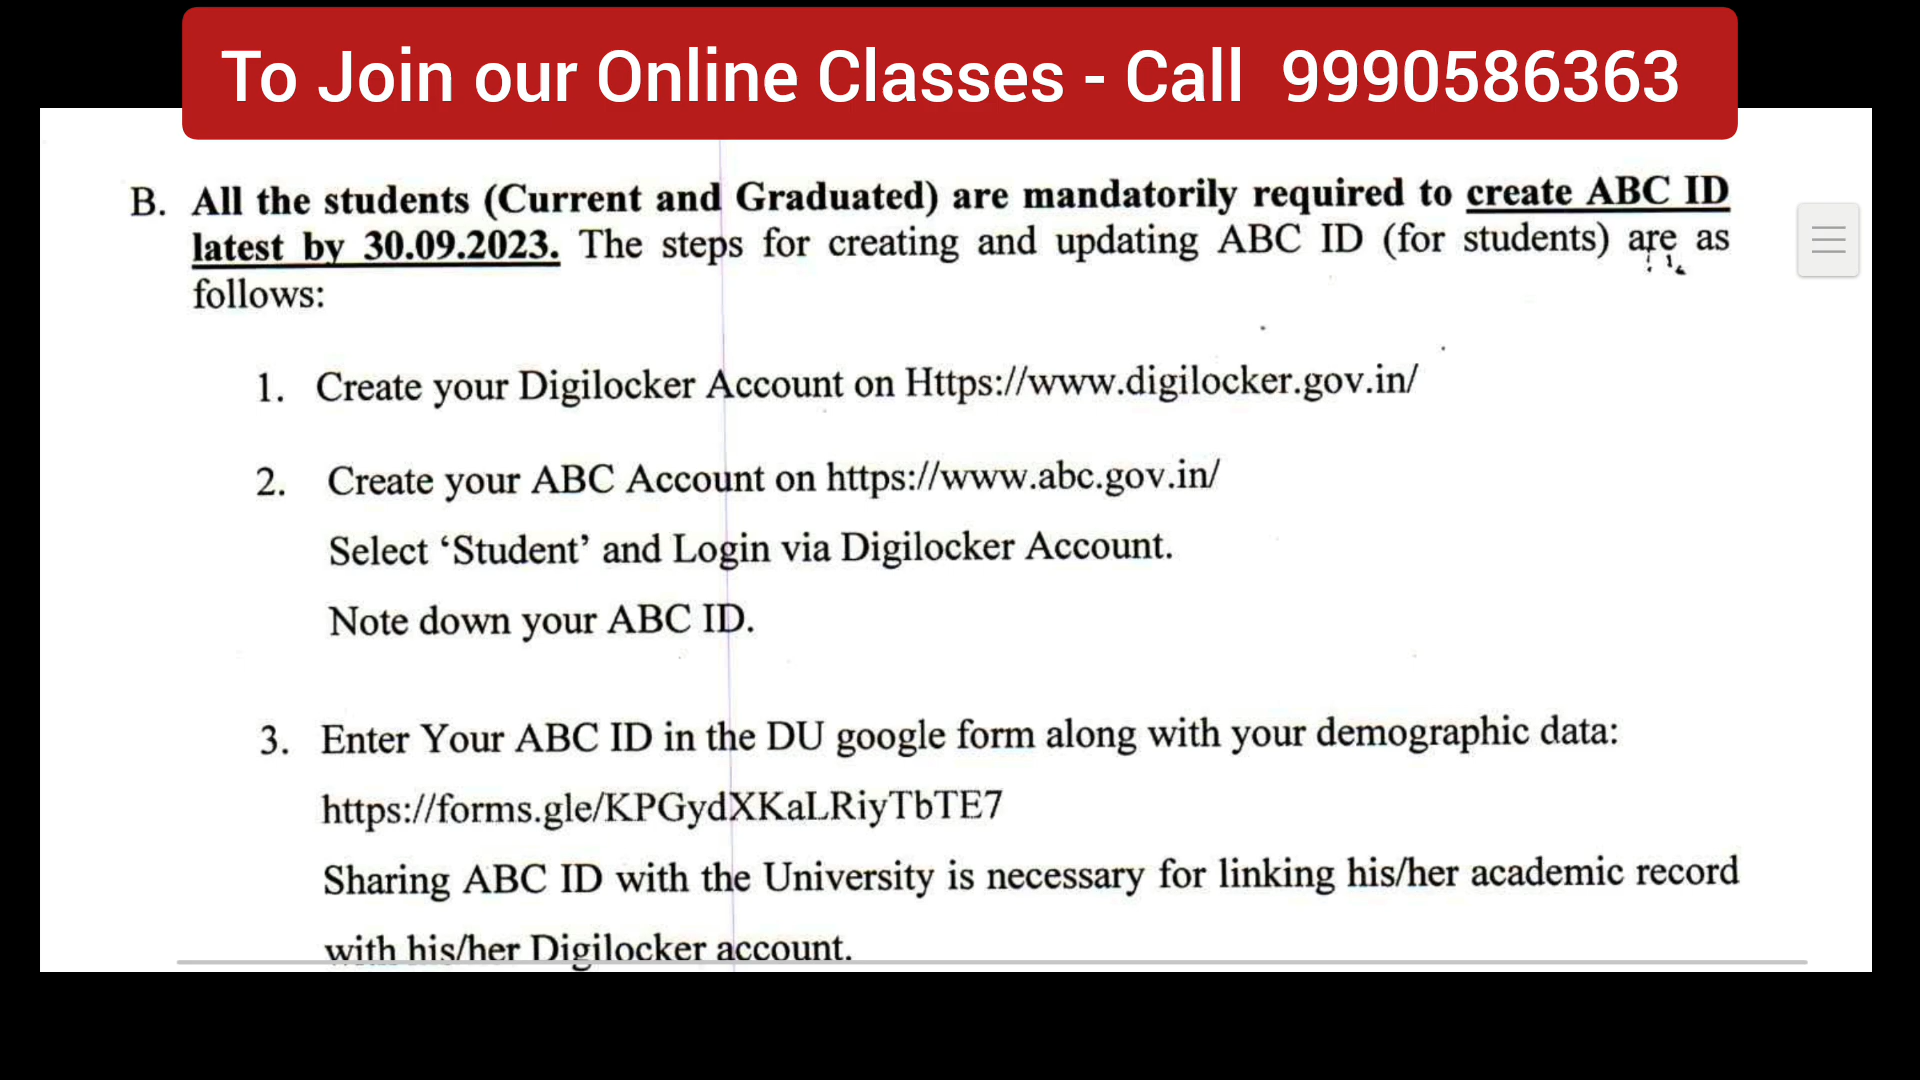 To Join our Online Classes - Call 9990586363
B. All the students (Current and Graduated) are mandatorily required to create ABC ID
latest by 30.09.2023. The steps for creating and updating ABC ID (for students) are as
follows:
1. Create your Digilocker Account on Https://www.digilocker.gov.in/
2. Create your ABC Account on https://www.abc.gov.in/
Select ‘Student’ and Login via Digilocker Account.
Note down your ABC ID.
3. Enter Your ABC ID in the DU google form along with your demographic data:
https://forms.gle/KPGydXKaLRiyTbTE7
Sharing ABC ID with the University is necessary for linking his/her academic record
with his/her Digilocker account.